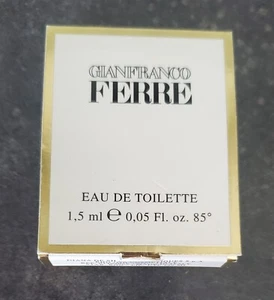 GIANFRANCO
FERRE
EAU DE TOILETTE
1,5 ml ℮ 0,05 Fl. oz. 85°